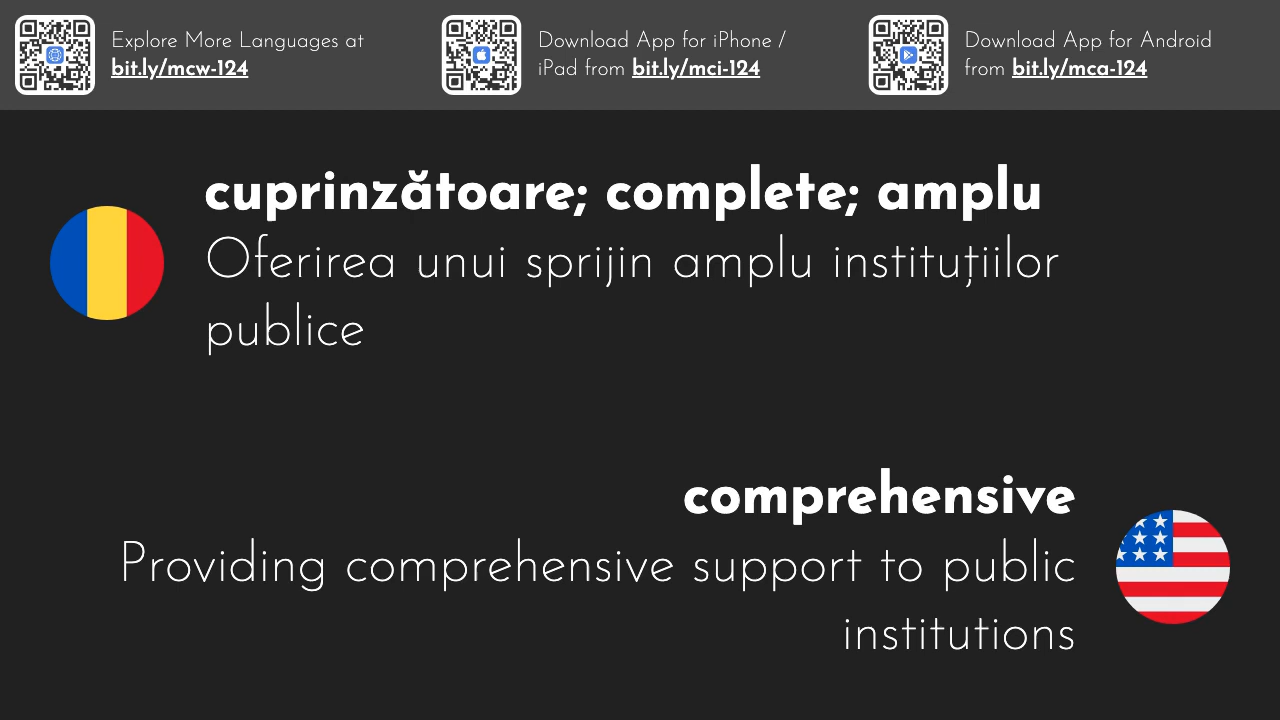 Explore More Languages at
bit.ly/mcw-124
Download App for iPhone /
iPad from bit.ly/mci-124
Download App for Android
from bit.ly/mca-124
cuprinzătoare; complete; amplu
Oferirea unui sprijin amplu instituțiilor
publice
comprehensive
Providing comprehensive support to public
institutions